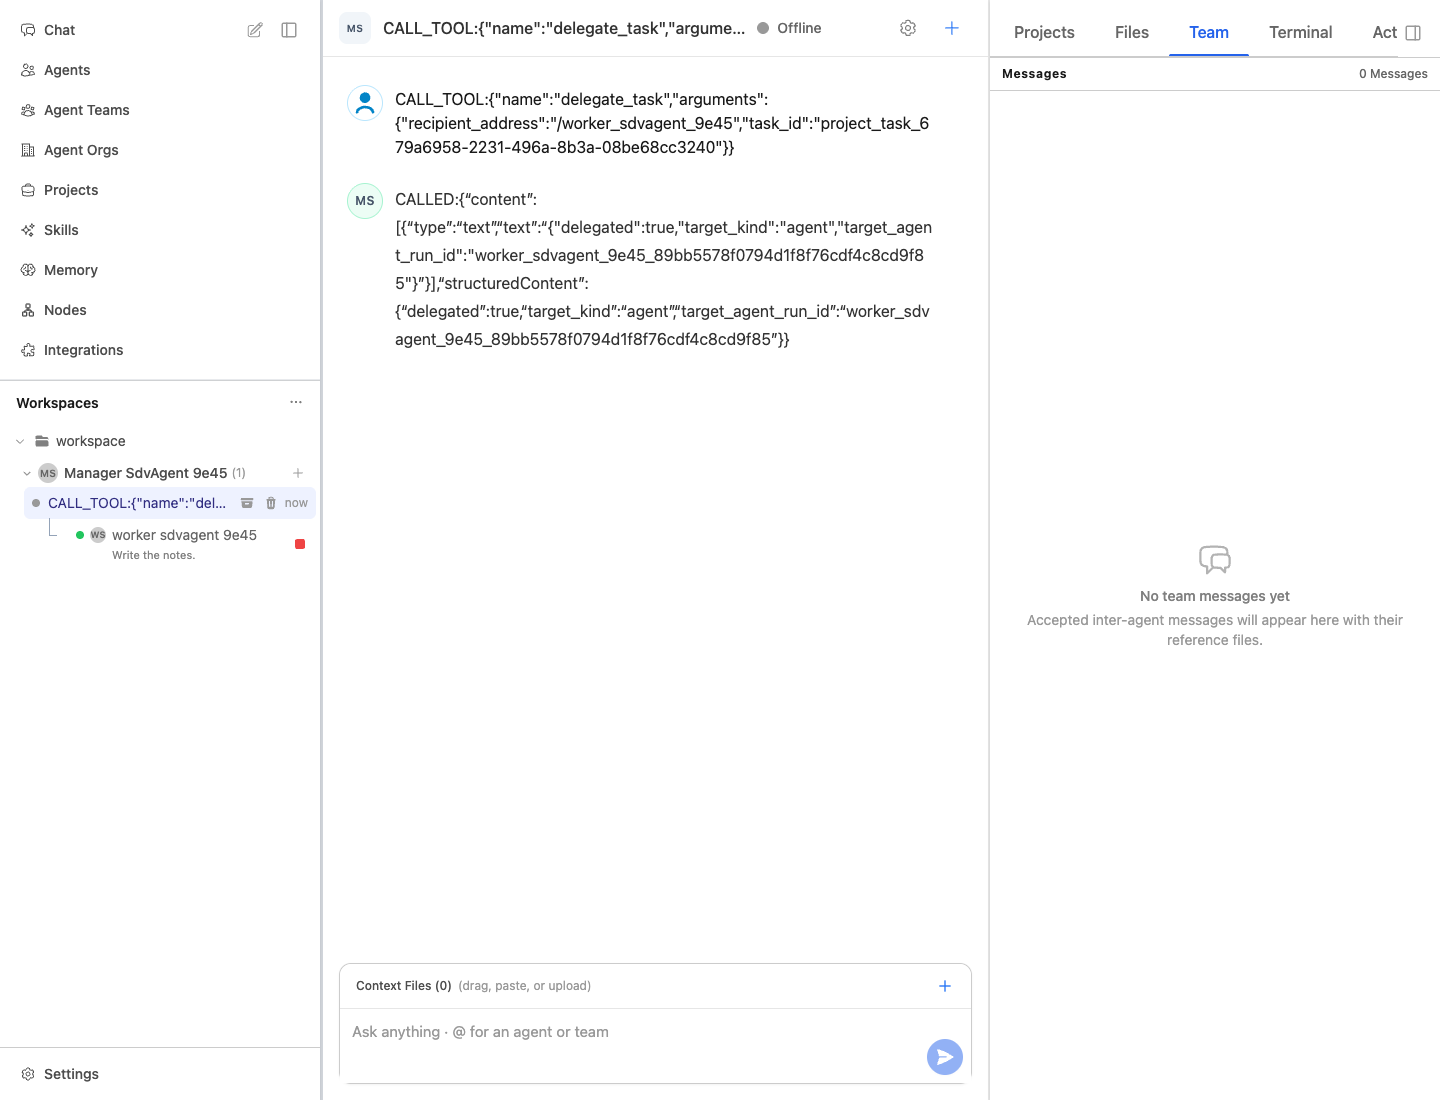 Chat
Agents
Agent Teams
Agent Orgs
Projects
Skills
Memory
Nodes
Integrations
Workspaces
workspace
MS Manager SdvAgent 9e45 (1)
CALL_TOOL:{"name":"del... now
WS worker sdvagent 9e45
Write the notes.
Settings
MS CALL_TOOL:{"name":"delegate_task","argume... Offline
CALL_TOOL:{"name":"delegate_task","arguments":
{"recipient_address":"/worker_sdvagent_9e45","task_id":"project_task_6
79a6958-2231-496a-8b3a-08be68cc3240"}}
MS
CALLED:{“content”:
[{“type”:“text”,“text”:“{"delegated":true,"target_kind":"agent","target_agen
t_run_id":"worker_sdvagent_9e45_89bb5578f0794d1f8f76cdf4c8cd9f8
5"}”}],“structuredContent”:
{“delegated”:true,“target_kind”:“agent”,“target_agent_run_id”:“worker_sdv
agent_9e45_89bb5578f0794d1f8f76cdf4c8cd9f85”}}
Context Files (0) (drag, paste, or upload)
Ask anything · @ for an agent or team
Projects Files Team Terminal Act
Messages 0 Messages
No team messages yet
Accepted inter-agent messages will appear here with their
reference files.